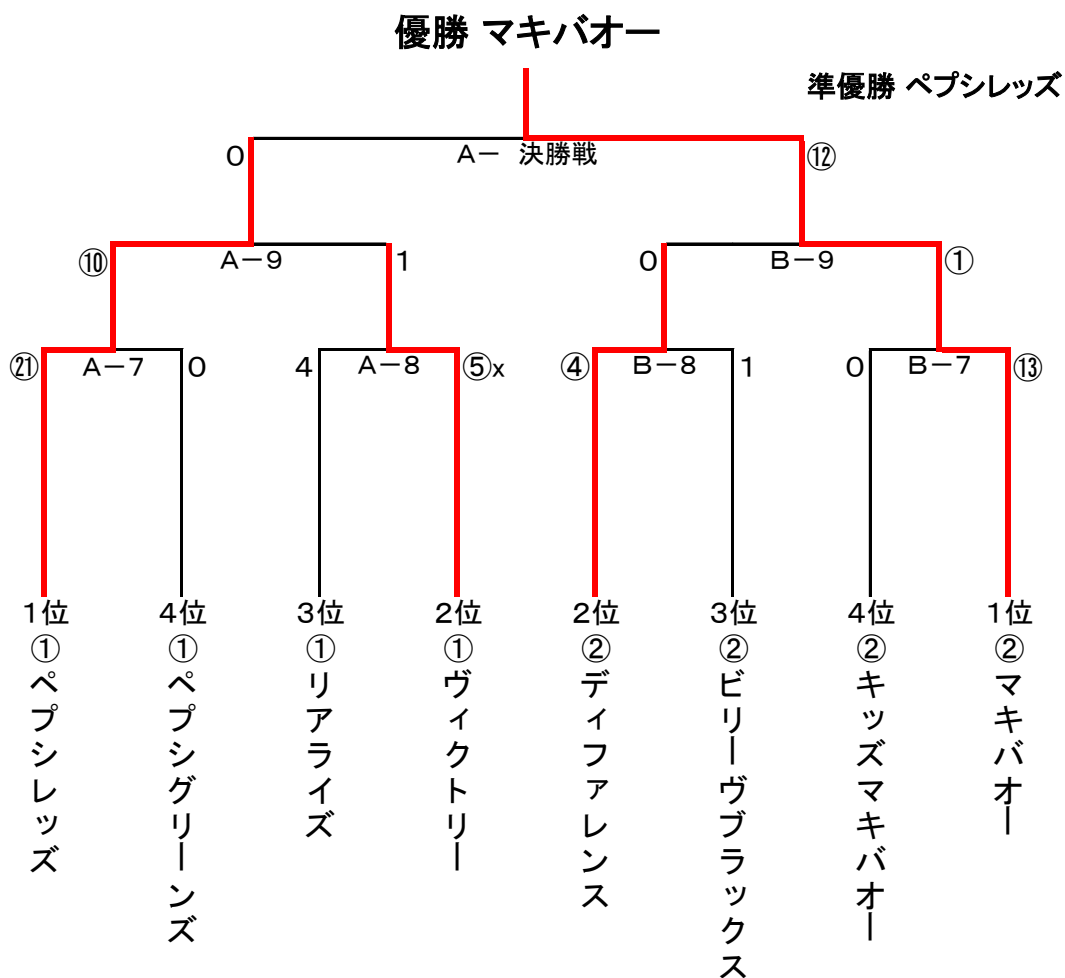 優勝 マキバオー
準優勝 ペプシレッズ
0 A－ 決勝戦 ⑫
⑩ A－9 1 0 B－9 ①
㉑ A－7 0 4 A－8 ⑤x ④ B－8 1 0 B－7 ⑬
1位 4位 3位 2位 2位 3位 4位 1位
① ① ① ① ② ② ② ②
ペプシレッズ
ペプシグリーンズ
リアライズ
ヴィクトリー
ディファレンス
ビリーヴブラックス
キッズマキバオー
マキバオー